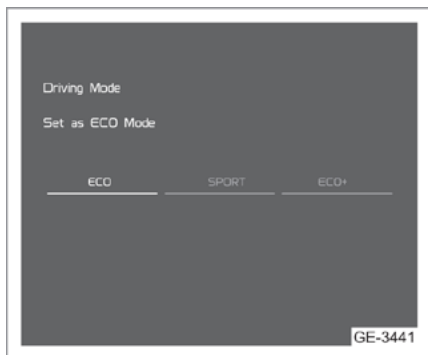 Driving Mode
Set as ECO Mode
ECO SPORT ECO+
GE-3441